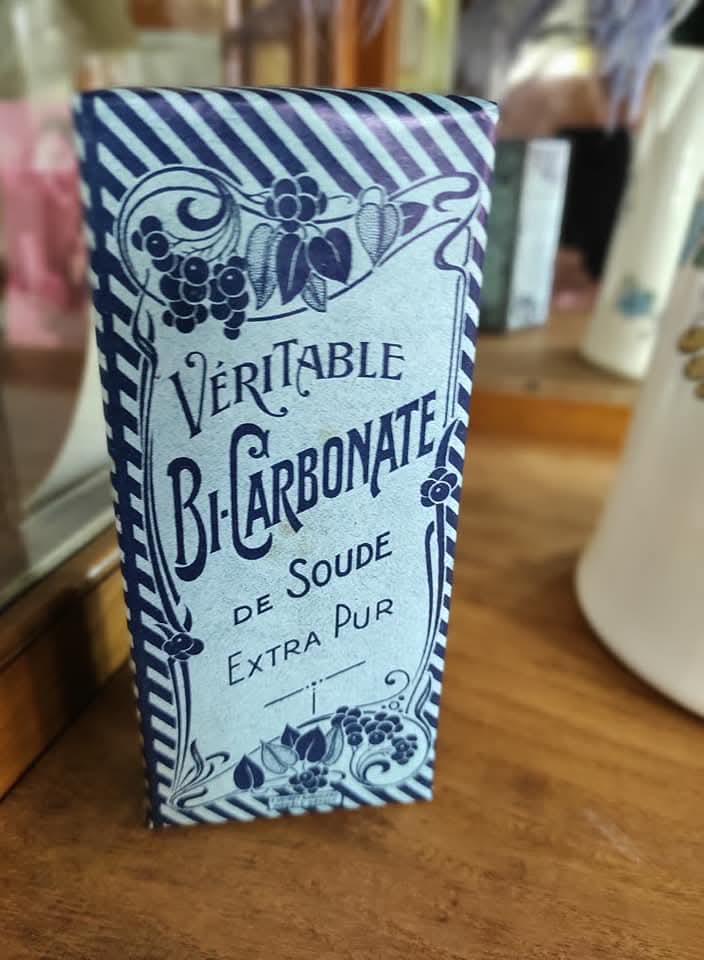 VÉRITABLE
BI-CARBONATE
DE SOUDE
EXTRA PUR